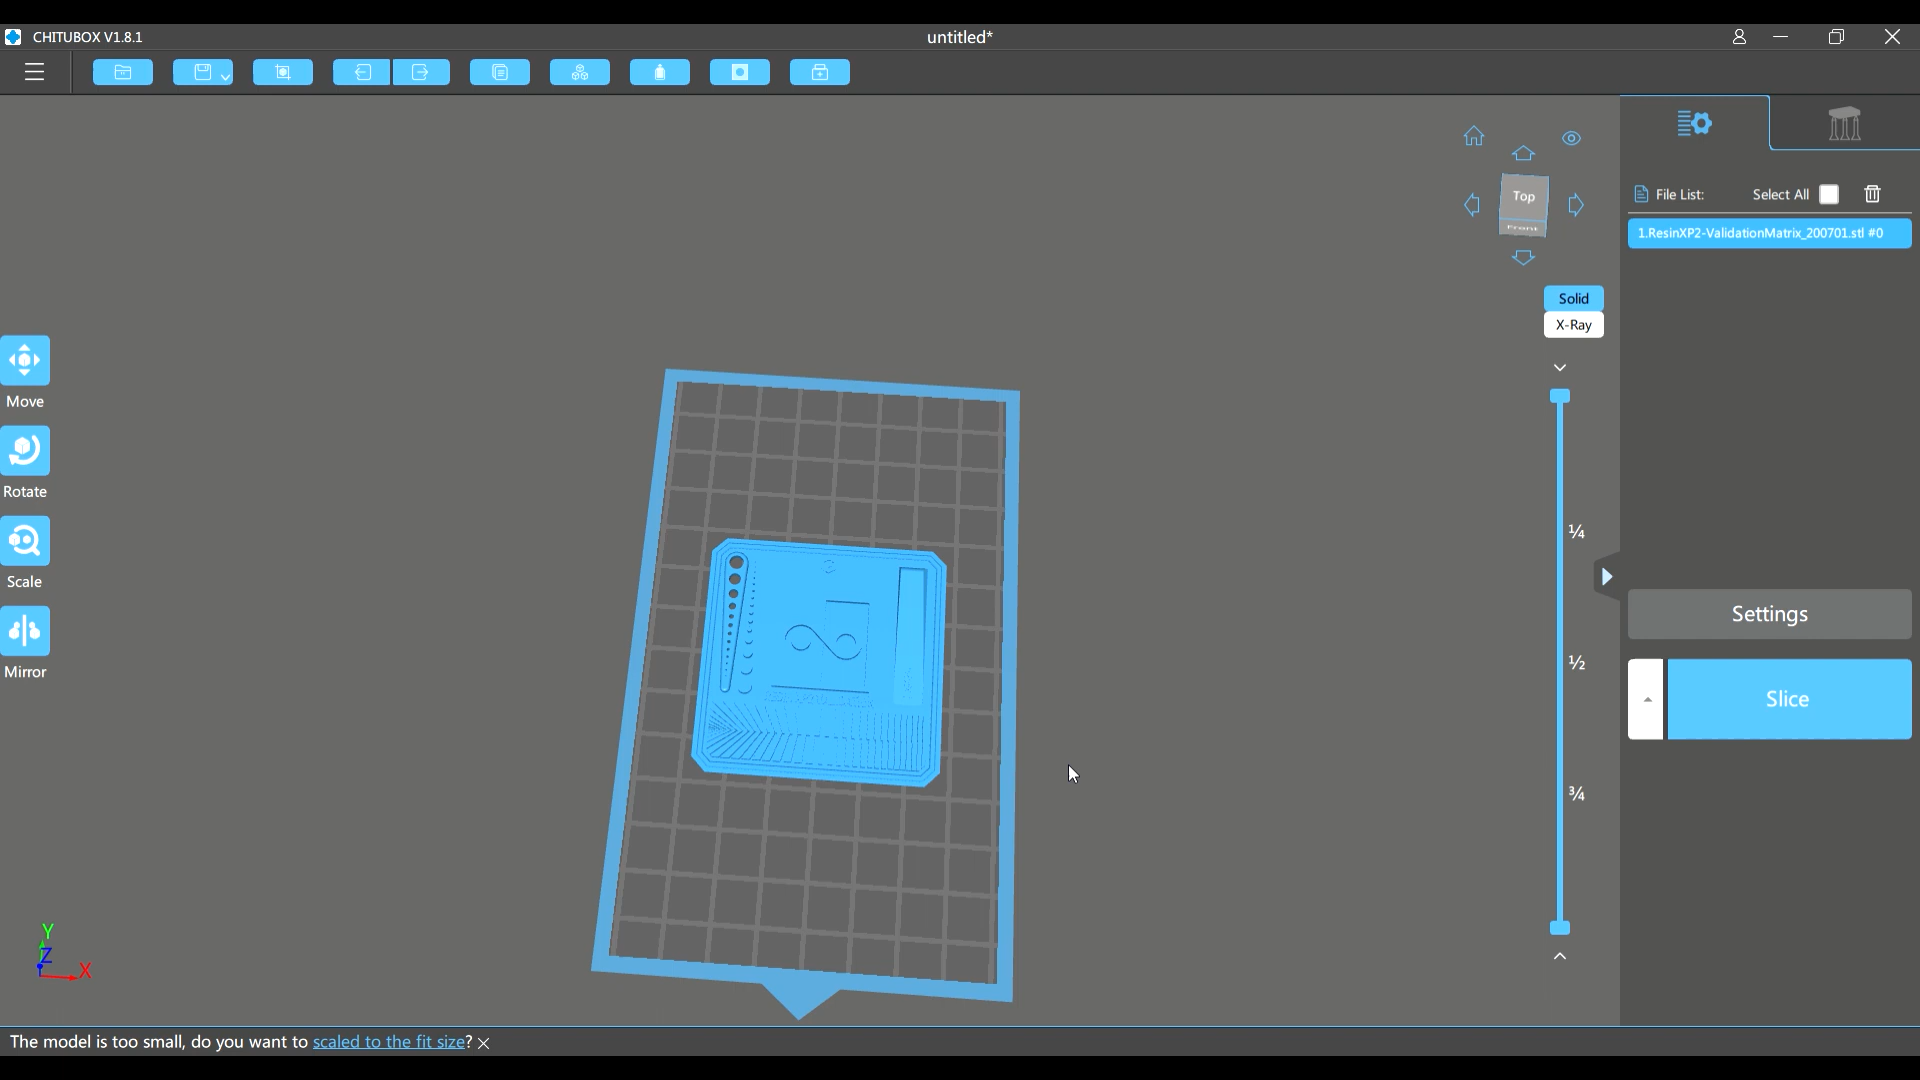 CHITUBOX V1.8.1
untitled*
Top
Front
File List:
Select All
1.ResinXP2-ValidationMatrix_200701.stl #0
Solid
X-Ray
Move
Rotate
Scale
Mirror
¼
½
¾
Settings
Slice
Y
Z
X
The model is too small, do you want to scaled to the fit size?